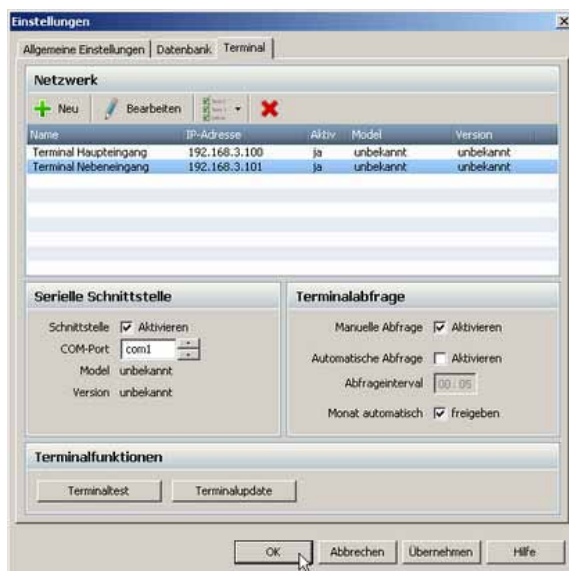 Einstellungen
Allgemeine Einstellungen Datenbank Terminal
Netzwerk
Neu Bearbeiten
Name IP-Adresse Aktiv Model Version
Terminal Haupteingang 192.168.3.100 ja unbekannt unbekannt
Terminal Nebeneingang 192.168.3.101 ja unbekannt unbekannt
Serielle Schnittstelle
Schnittstelle Aktivieren
COM-Port com1
Model unbekannt
Version unbekannt
Terminalabfrage
Manuelle Abfrage Aktivieren
Automatische Abfrage Aktivieren
Abfrageinterval 00:05
Monat automatisch freigeben
Terminalfunktionen
Terminaltest Terminalupdate
OK Abbrechen Übernehmen Hilfe